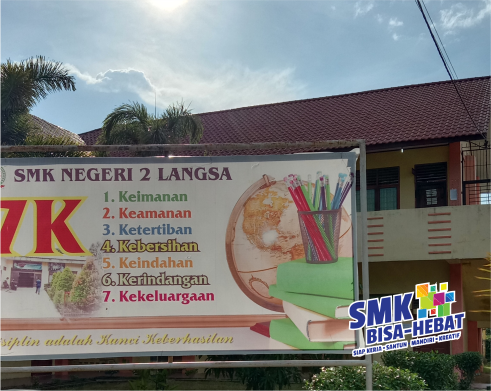 SMK NEGERI 2 LANGSA
7K
1. Keimanan
2. Keamanan
3. Ketertiban
4. Kebersihan
5. Keindahan
6. Kerindangan
7. Kekeluargaan
siplin adalah Kunci Keberhasilan
SMK
BISA-HEBAT
SIAP KERJA • SANTUN • MANDIRI • KREATIF